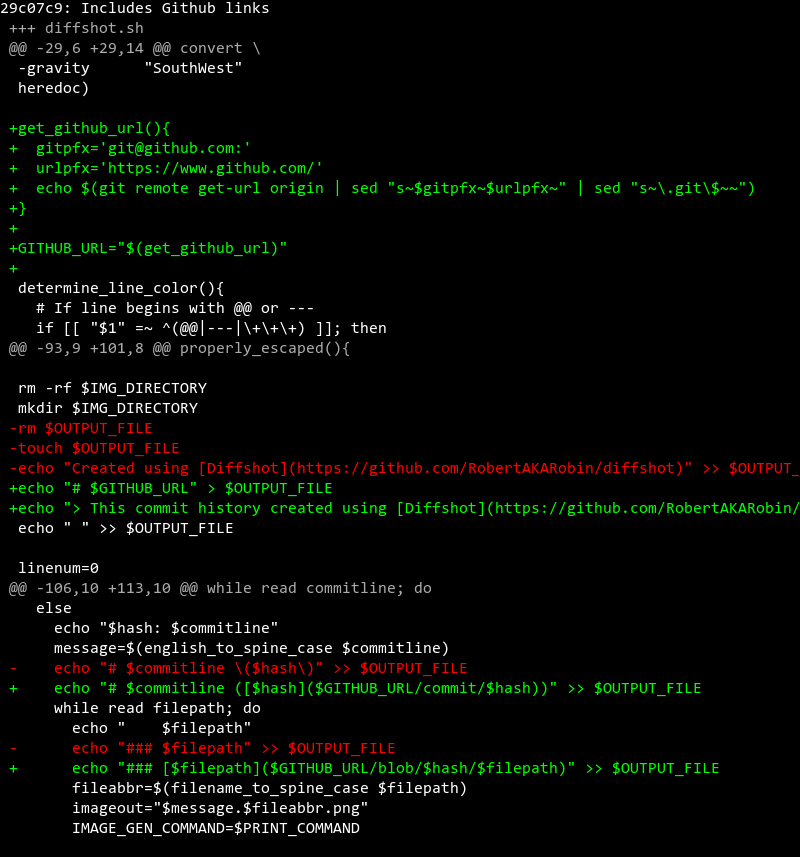 29c07c9: Includes Github links
+++ diffshot.sh
@@ -29,6 +29,14 @@ convert \
 -gravity      "SouthWest"
 heredoc)

+get_github_url(){
+  gitpfx='git@github.com:'
+  urlpfx='https://www.github.com/'
+  echo $(git remote get-url origin | sed "s~$gitpfx~$urlpfx~" | sed "s~\.git\$~~")
+}
+
+GITHUB_URL="$(get_github_url)"
+
 determine_line_color(){
   # If line begins with @@ or ---
   if [[ "$1" =~ ^(@@|---|\+\+\+) ]]; then
@@ -93,9 +101,8 @@ properly_escaped(){

 rm -rf $IMG_DIRECTORY
 mkdir $IMG_DIRECTORY
-rm $OUTPUT_FILE
-touch $OUTPUT_FILE
-echo "Created using [Diffshot](https://github.com/RobertAKARobin/diffshot)" >> $OUTPUT_
+echo "# $GITHUB_URL" > $OUTPUT_FILE
+echo "> This commit history created using [Diffshot](https://github.com/RobertAKARobin/
 echo " " >> $OUTPUT_FILE

 linenum=0
@@ -106,10 +113,10 @@ while read commitline; do
   else
     echo "$hash: $commitline"
     message=$(english_to_spine_case $commitline)
-    echo "# $commitline \($hash\)" >> $OUTPUT_FILE
+    echo "# $commitline ([$hash]($GITHUB_URL/commit/$hash))" >> $OUTPUT_FILE
     while read filepath; do
       echo "    $filepath"
-      echo "### $filepath" >> $OUTPUT_FILE
+      echo "### [$filepath]($GITHUB_URL/blob/$hash/$filepath)" >> $OUTPUT_FILE
       fileabbr=$(filename_to_spine_case $filepath)
       imageout="$message.$fileabbr.png"
       IMAGE_GEN_COMMAND=$PRINT_COMMAND